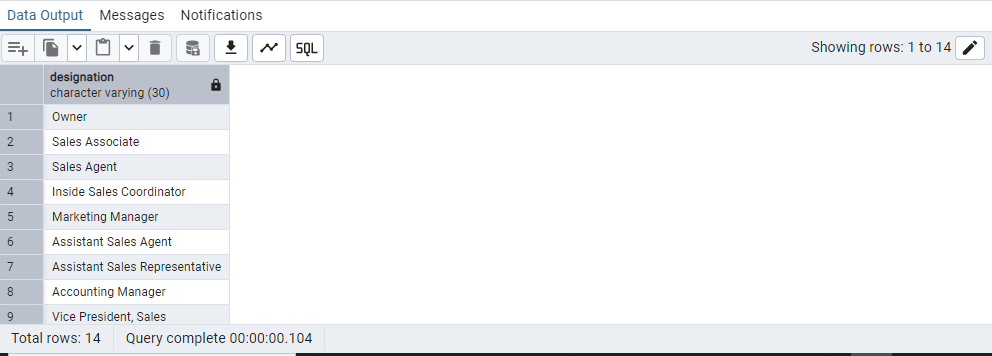 Data Output Messages Notifications
SQL Showing rows: 1 to 14
designation
character varying (30)
1 Owner
2 Sales Associate
3 Sales Agent
4 Inside Sales Coordinator
5 Marketing Manager
6 Assistant Sales Agent
7 Assistant Sales Representative
8 Accounting Manager
9 Vice President, Sales
Total rows: 14 Query complete 00:00:00.104